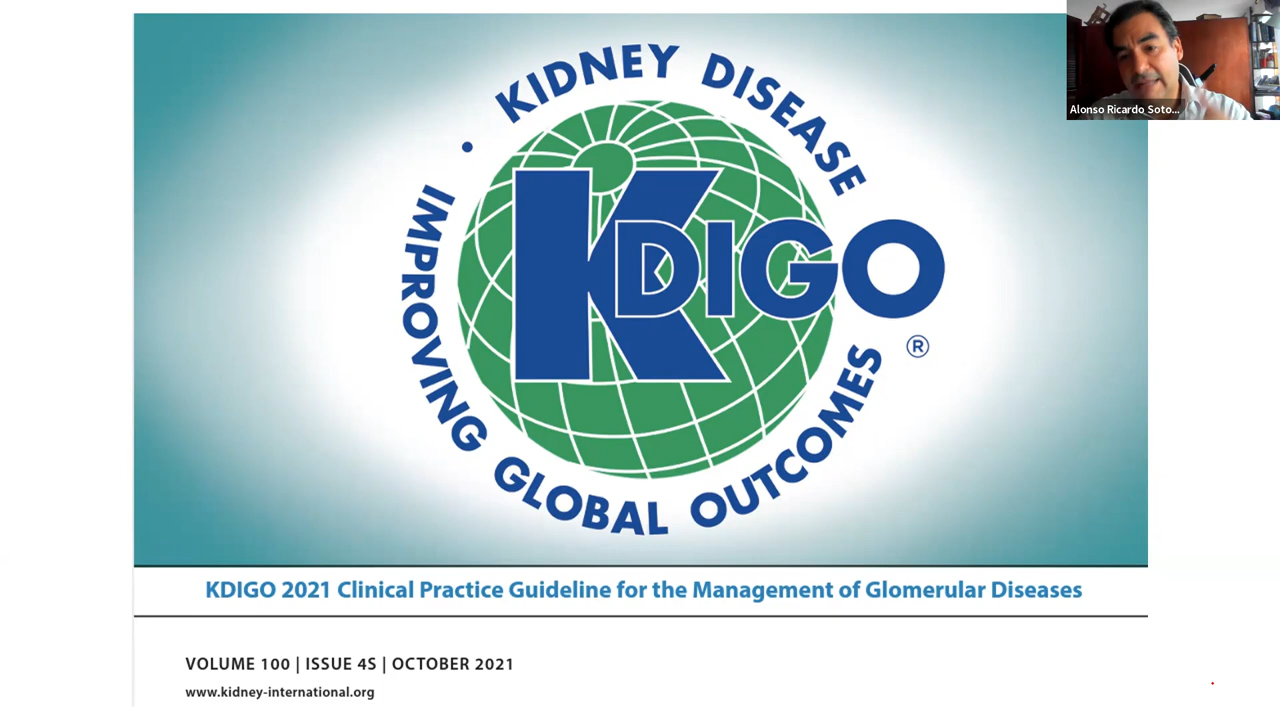 KIDNEY DISEASE
IMPROVING GLOBAL OUTCOMES
KDIGO
®
Alonso Ricardo Soto...
KDIGO 2021 Clinical Practice Guideline for the Management of Glomerular Diseases
VOLUME 100 | ISSUE 4S | OCTOBER 2021
www.kidney-international.org